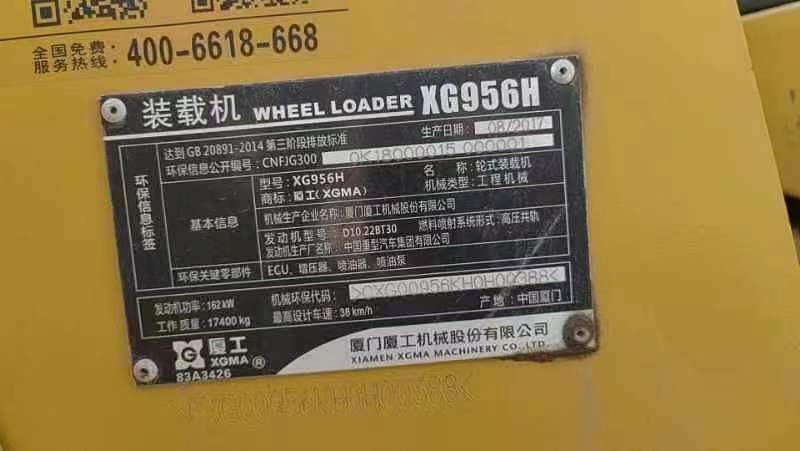 全国免费
服务热线: 400-6618-668
装载机 WHEEL LOADER XG956H
达到 GB 20891-2014 第三阶段排放标准 生产日期: 08/2017
环保信息公开编号: CNFJG300 0KJ8000015 000001
环保信息标签
基本信息
型号: XG956H 名称: 轮式装载机
商标: 厦工(XGMA) 机械类型: 工程机械
机械生产企业名称: 厦门厦工机械股份有限公司
发动机型号: D10.22BT30 燃料喷射系统形式: 高压共轨
发动机生产厂名称: 中国重型汽车集团有限公司
环保关键零部件 ECU、增压器、喷油器、喷油泵
发动机功率: 162kW 机械环保代码: >CXG00956KH0H003B8<
工作质量: 17400kg 最高设计车速: 38 km/h 产地: 中国厦门
厦工 XGMA ®
厦门厦工机械股份有限公司
XIAMEN XGMA MACHINERY CO., LTD.
83A3426